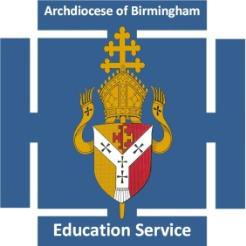 Archdiocese of Birmingham
Education Service